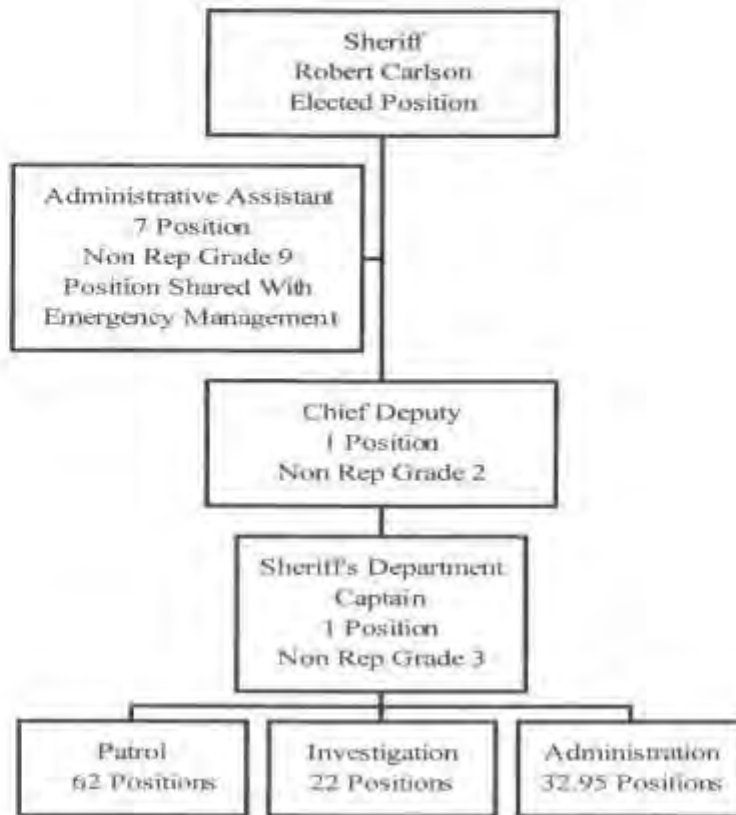 Sheriff
Robert Carlson
Elected Position
Administrative Assistant
7 Position
Non Rep Grade 9
Position Shared With
Emergency Management
Chief Deputy
1 Position
Non Rep Grade 2
Sheriff's Department
Captain
1 Position
Non Rep Grade 3
Patrol
62 Positions
Investigation
22 Positions
Administration
32.95 Positions